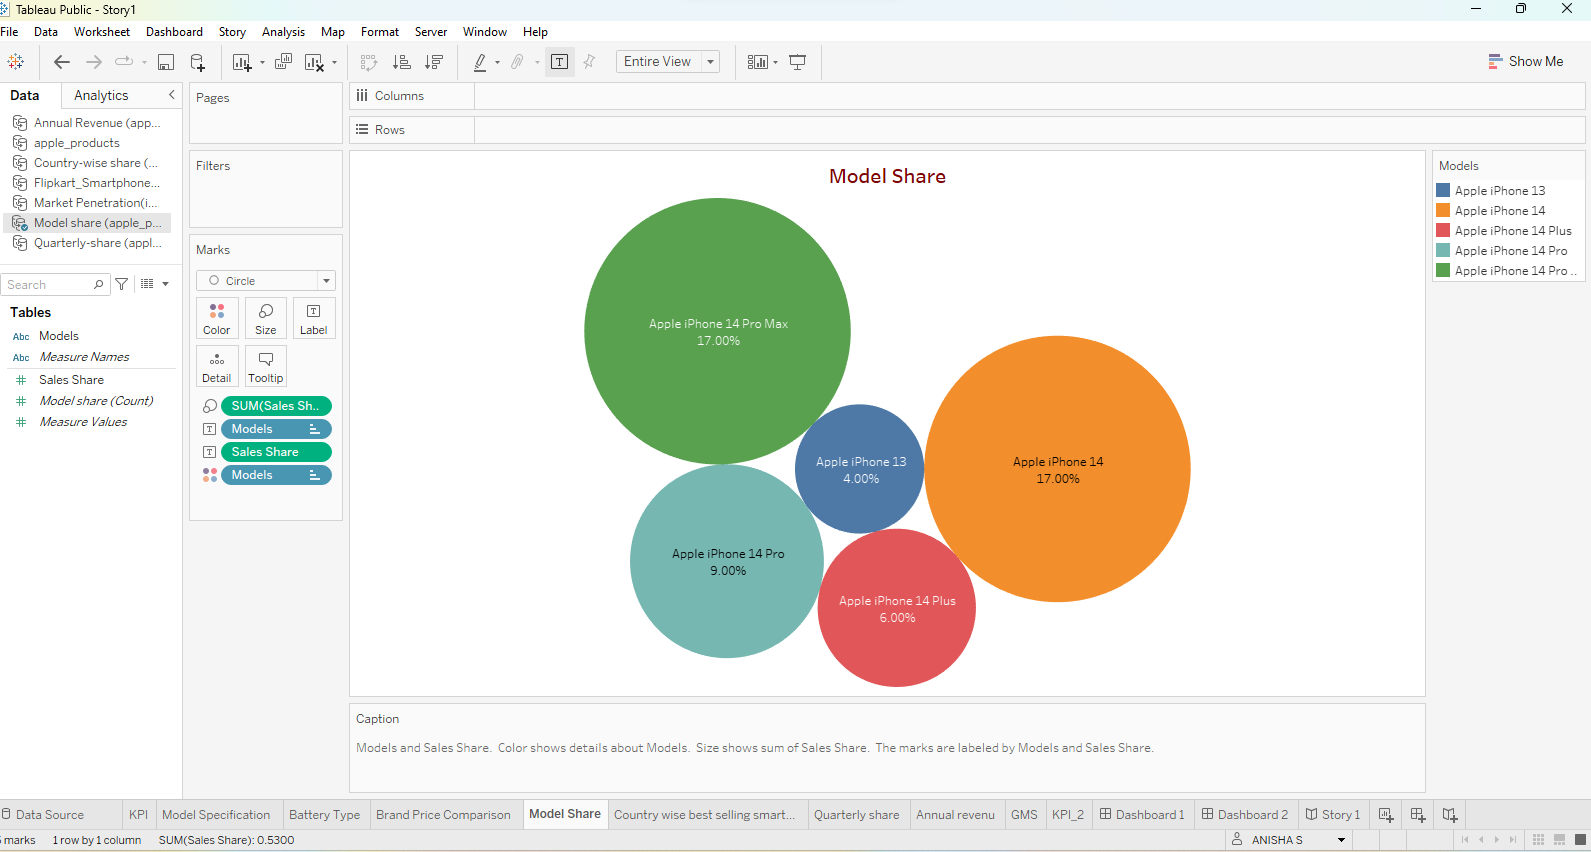 Tableau Public - Story1
File Data Worksheet Dashboard Story Analysis Map Format Server Window Help
Entire View
Show Me
Data Analytics
Annual Revenue (app...
apple_products
Country-wise share (...
Flipkart_Smartphone...
Market Penetration(i...
Model share (apple_p...
Quarterly-share (appl...
Search
Tables
Abc Models
Abc Measure Names
# Sales Share
# Model share (Count)
# Measure Values
Pages
Filters
Marks
Circle
Color Size Label
Detail Tooltip
SUM(Sales Sh..
Models
Sales Share
Models
Columns
Rows
Model Share
Apple iPhone 14 Pro Max
17.00%
Apple iPhone 13
4.00%
Apple iPhone 14
17.00%
Apple iPhone 14 Pro
9.00%
Apple iPhone 14 Plus
6.00%
Models
Apple iPhone 13
Apple iPhone 14
Apple iPhone 14 Plus
Apple iPhone 14 Pro
Apple iPhone 14 Pro ..
Caption
Models and Sales Share. Color shows details about Models. Size shows sum of Sales Share. The marks are labeled by Models and Sales Share.
Data Source KPI Model Specification Battery Type Brand Price Comparison Model Share Country wise best selling smart... Quarterly share Annual revenu GMS KPI_2 Dashboard 1 Dashboard 2 Story 1
marks 1 row by 1 column SUM(Sales Share): 0.5300 ANISHA S